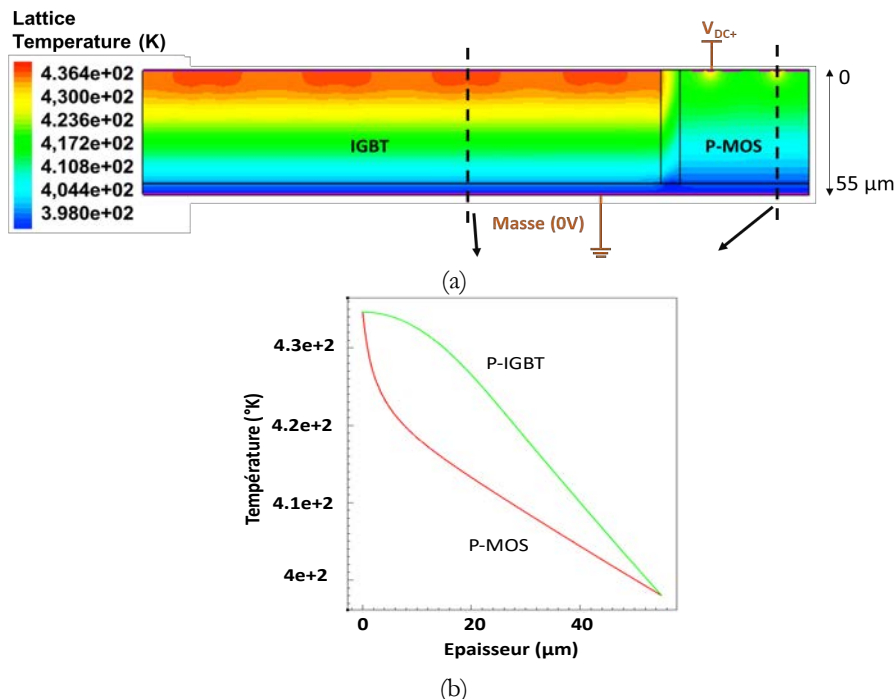 Lattice
Temperature (K)
4.364e+02
4,300e+02
4.236e+02
4,172e+02
4.108e+02
4,044e+02
3.980e+02
V_DC+
0
IGBT
P-MOS
55 µm
Masse (0V)
(a)
4.3e+2
4.2e+2
4.1e+2
4e+2
Température (°K)
P-IGBT
P-MOS
0
20
40
Epaisseur (µm)
(b)